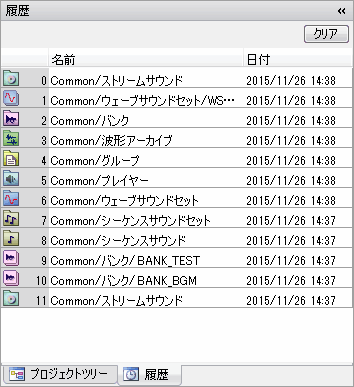 履歴 «
クリア
名前 日付
0 Common/ストリームサウンド 2015/11/26 14:38
1 Common/ウェーブサウンドセット/WS… 2015/11/26 14:38
2 Common/バンク 2015/11/26 14:38
3 Common/波形アーカイブ 2015/11/26 14:38
4 Common/グループ 2015/11/26 14:38
5 Common/プレイヤー 2015/11/26 14:38
6 Common/ウェーブサウンドセット 2015/11/26 14:38
7 Common/シーケンスサウンドセット 2015/11/26 14:37
8 Common/シーケンスサウンド 2015/11/26 14:37
9 Common/バンク/BANK_TEST 2015/11/26 14:37
10 Common/バンク/BANK_BGM 2015/11/26 14:37
11 Common/ストリームサウンド 2015/11/26 14:37
プロジェクトツリー 履歴